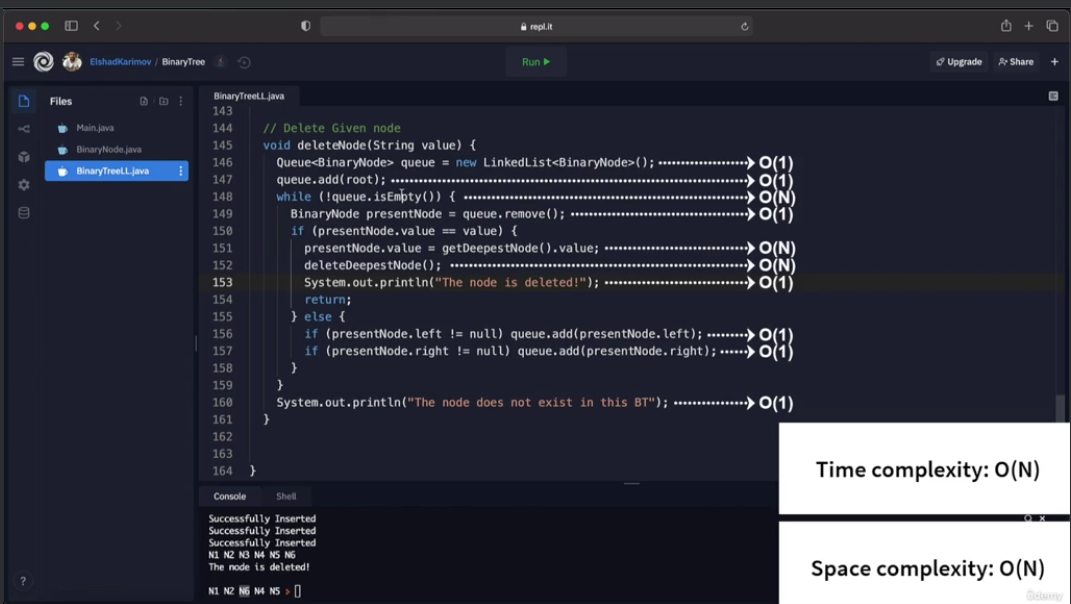 repl.it
ElshadKarimov / BinaryTree
Run
Upgrade
Share
Files
Main.java
BinaryNode.java
BinaryTreeLL.java
BinaryTreeLL.java
143
144 // Delete Given node
145 void deleteNode(String value) {
146 Queue<BinaryNode> queue = new LinkedList<BinaryNode>(); O(1)
147 queue.add(root); O(1)
148 while (!queue.isEmpty()) { O(N)
149 BinaryNode presentNode = queue.remove(); O(1)
150 if (presentNode.value == value) {
151 presentNode.value = getDeepestNode().value; O(N)
152 deleteDeepestNode(); O(N)
153 System.out.println("The node is deleted!"); O(1)
154 return;
155 } else {
156 if (presentNode.left != null) queue.add(presentNode.left); O(1)
157 if (presentNode.right != null) queue.add(presentNode.right); O(1)
158 }
159 }
160 System.out.println("The node does not exist in this BT"); O(1)
161 }
162
163
164 }
Time complexity: O(N)
Space complexity: O(N)
Console Shell
Successfully Inserted
Successfully Inserted
Successfully Inserted
N1 N2 N3 N4 N5 N6
The node is deleted!
N1 N2 N6 N4 N5 >
?
Udemy